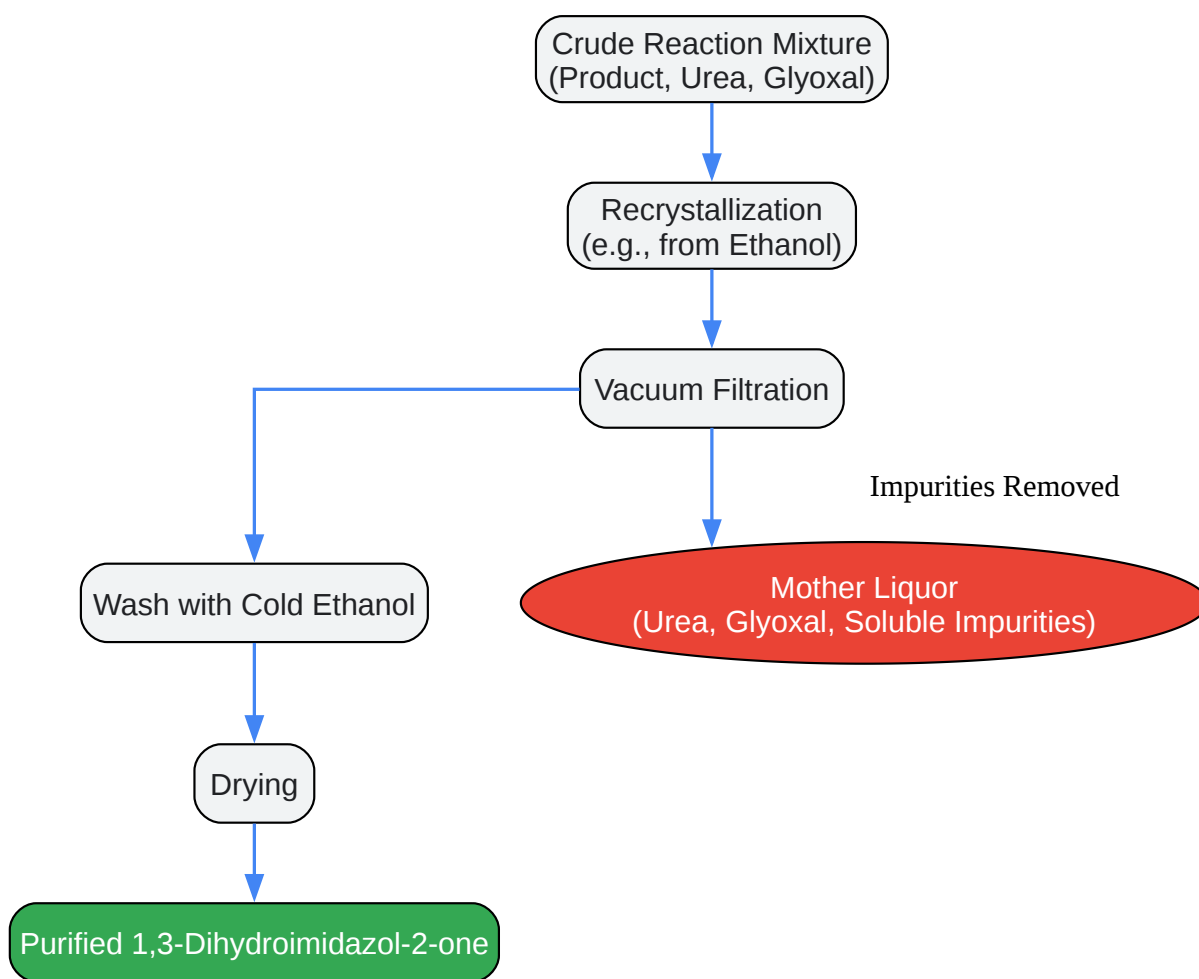 Crude Reaction Mixture
(Product, Urea, Glyoxal)
Recrystallization
(e.g., from Ethanol)
Vacuum Filtration
Impurities Removed
Mother Liquor
(Urea, Glyoxal, Soluble Impurities)
Wash with Cold Ethanol
Drying
Purified 1,3-Dihydroimidazol-2-one